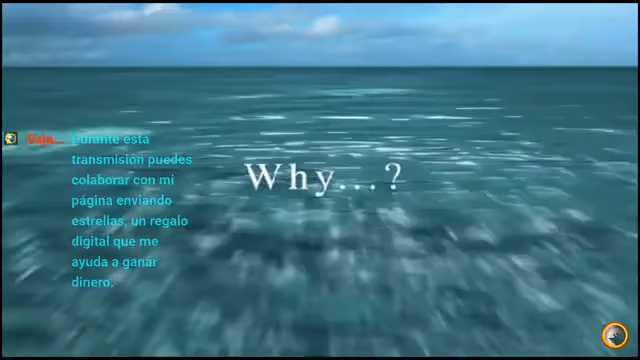 Durante esta
transmisión puedes
colaborar con mi
página enviando
estrellas, un regalo
digital que me
ayuda a ganar
dinero.
Why...?